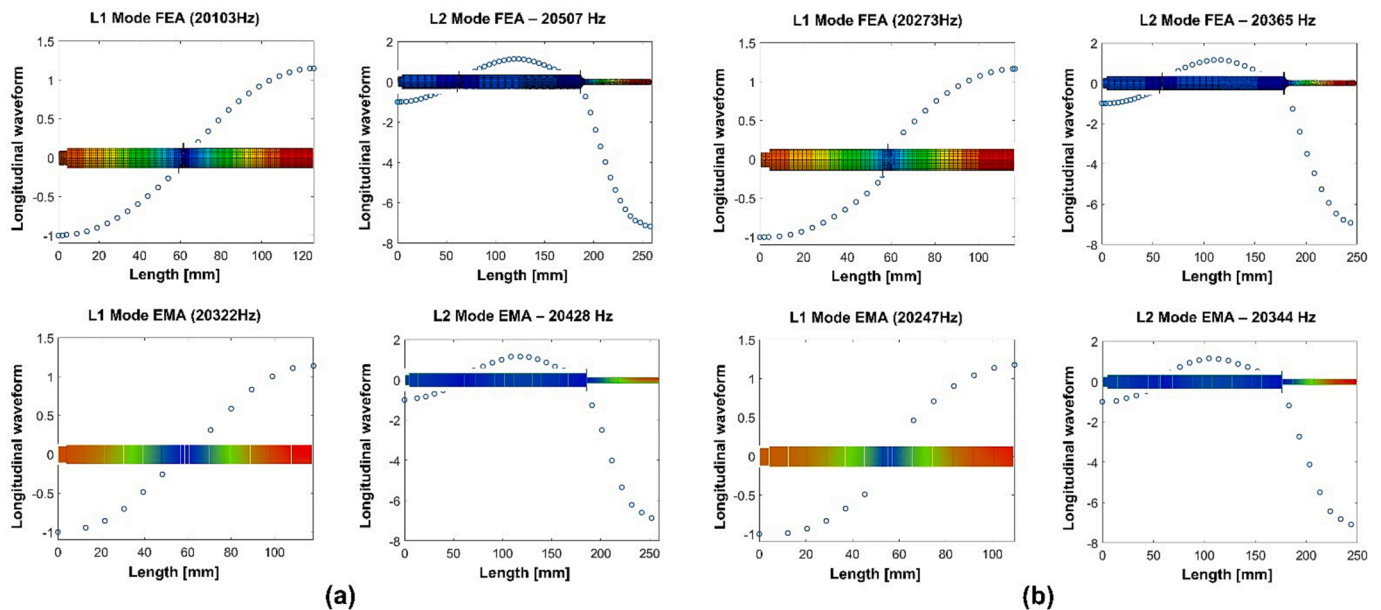 L1 Mode FEA (20103Hz)
1.5
1
0.5
0
-0.5
-1
Longitudinal waveform
0 20 40 60 80 100 120
Length [mm]
L2 Mode FEA – 20507 Hz
2
0
-2
-4
-6
-8
Longitudinal waveform
0 50 100 150 200 250
Length [mm]
L1 Mode FEA (20273Hz)
1.5
1
0.5
0
-0.5
-1
Longitudinal waveform
0 20 40 60 80 100
Length [mm]
L2 Mode FEA – 20365 Hz
2
0
-2
-4
-6
-8
Longitudinal waveform
0 50 100 150 200 250
Length [mm]
L1 Mode EMA (20322Hz)
1.5
1
0.5
0
-0.5
-1
Longitudinal waveform
0 20 40 60 80 100
Length [mm]
L2 Mode EMA – 20428 Hz
2
0
-2
-4
-6
-8
Longitudinal waveform
0 50 100 150 200 250
Length [mm]
L1 Mode EMA (20247Hz)
1.5
1
0.5
0
-0.5
-1
Longitudinal waveform
0 20 40 60 80 100
Length [mm]
L2 Mode EMA – 20344 Hz
2
0
-2
-4
-6
-8
Longitudinal waveform
0 50 100 150 200 250
Length [mm]
(a)
(b)